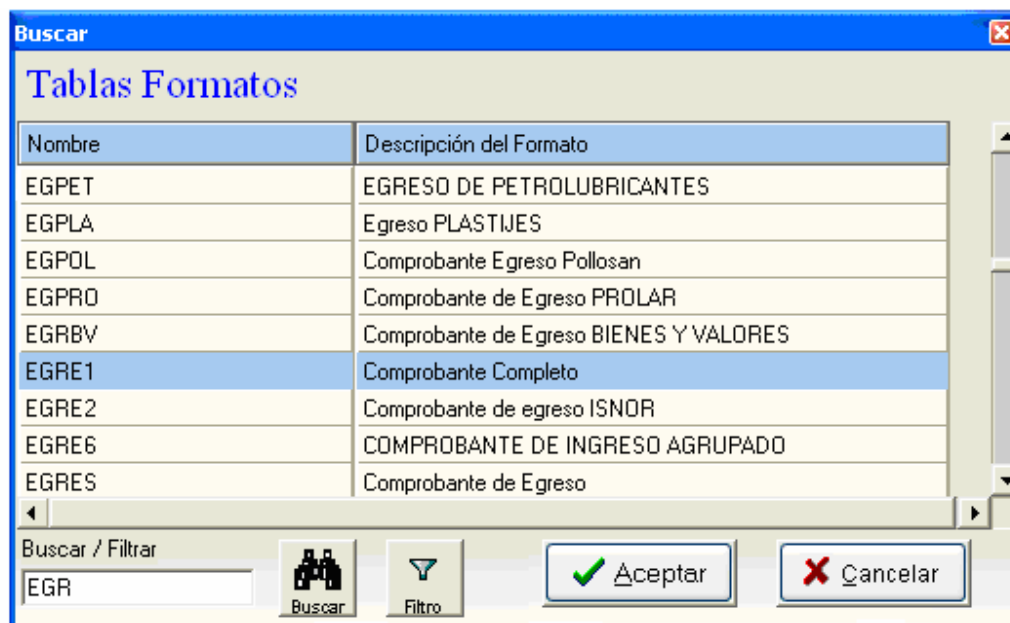 Buscar
Tablas Formatos
Nombre Descripción del Formato
EGPET EGRESO DE PETROLUBRICANTES
EGPLA Egreso PLASTIJES
EGPOL Comprobante Egreso Pollosan
EGPRO Comprobante de Egreso PROLAR
EGRBV Comprobante de Egreso BIENES Y VALORES
EGRE1 Comprobante Completo
EGRE2 Comprobante de egreso ISNOR
EGRE6 COMPROBANTE DE INGRESO AGRUPADO
EGRES Comprobante de Egreso
Buscar / Filtrar
EGR
Buscar
Filtro
Aceptar
Cancelar